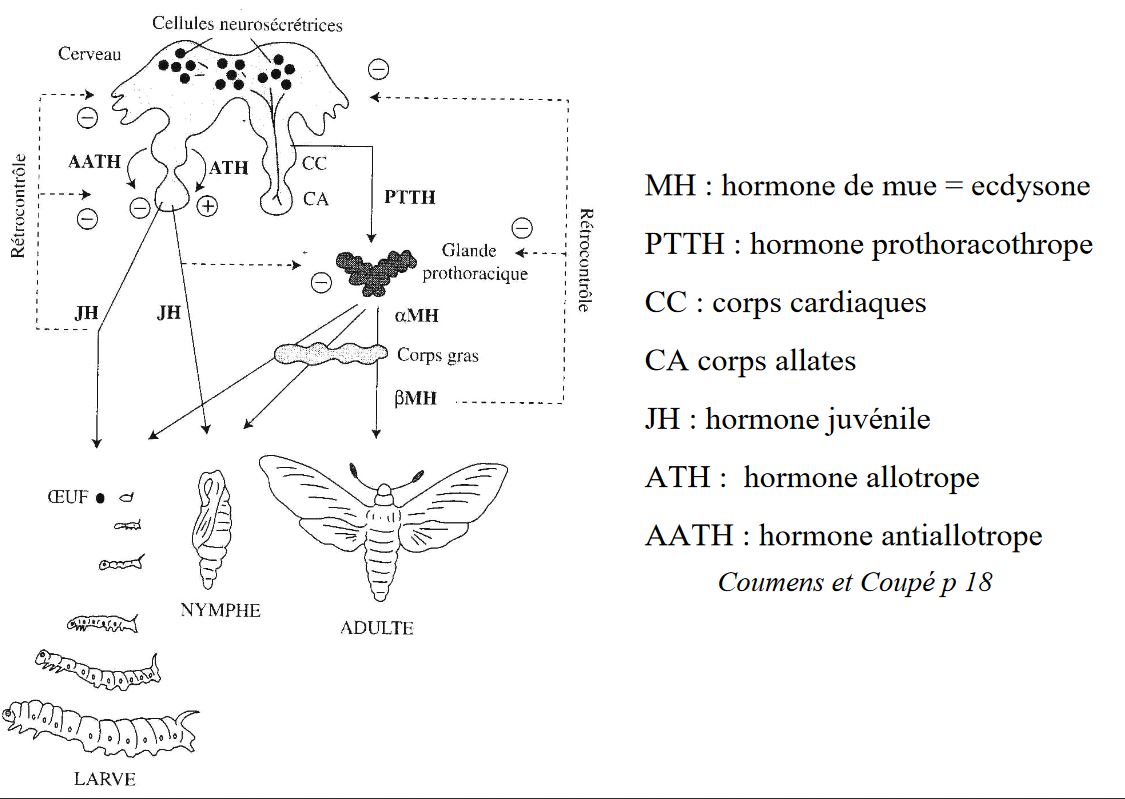 Cellules neurosécrétrices
Cerveau
AATH
ATH
CC
CA
PTTH
Rétrocontrôle
Rétrocontrôle
Glande
prothoracique
JH
JH
αMH
Corps gras
βMH
ŒUF
NYMPHE
ADULTE
LARVE
MH : hormone de mue = ecdysone
PTTH : hormone prothoracothrope
CC : corps cardiaques
CA corps allates
JH : hormone juvénile
ATH : hormone allotrope
AATH : hormone antiallotrope
Coumens et Coupé p 18